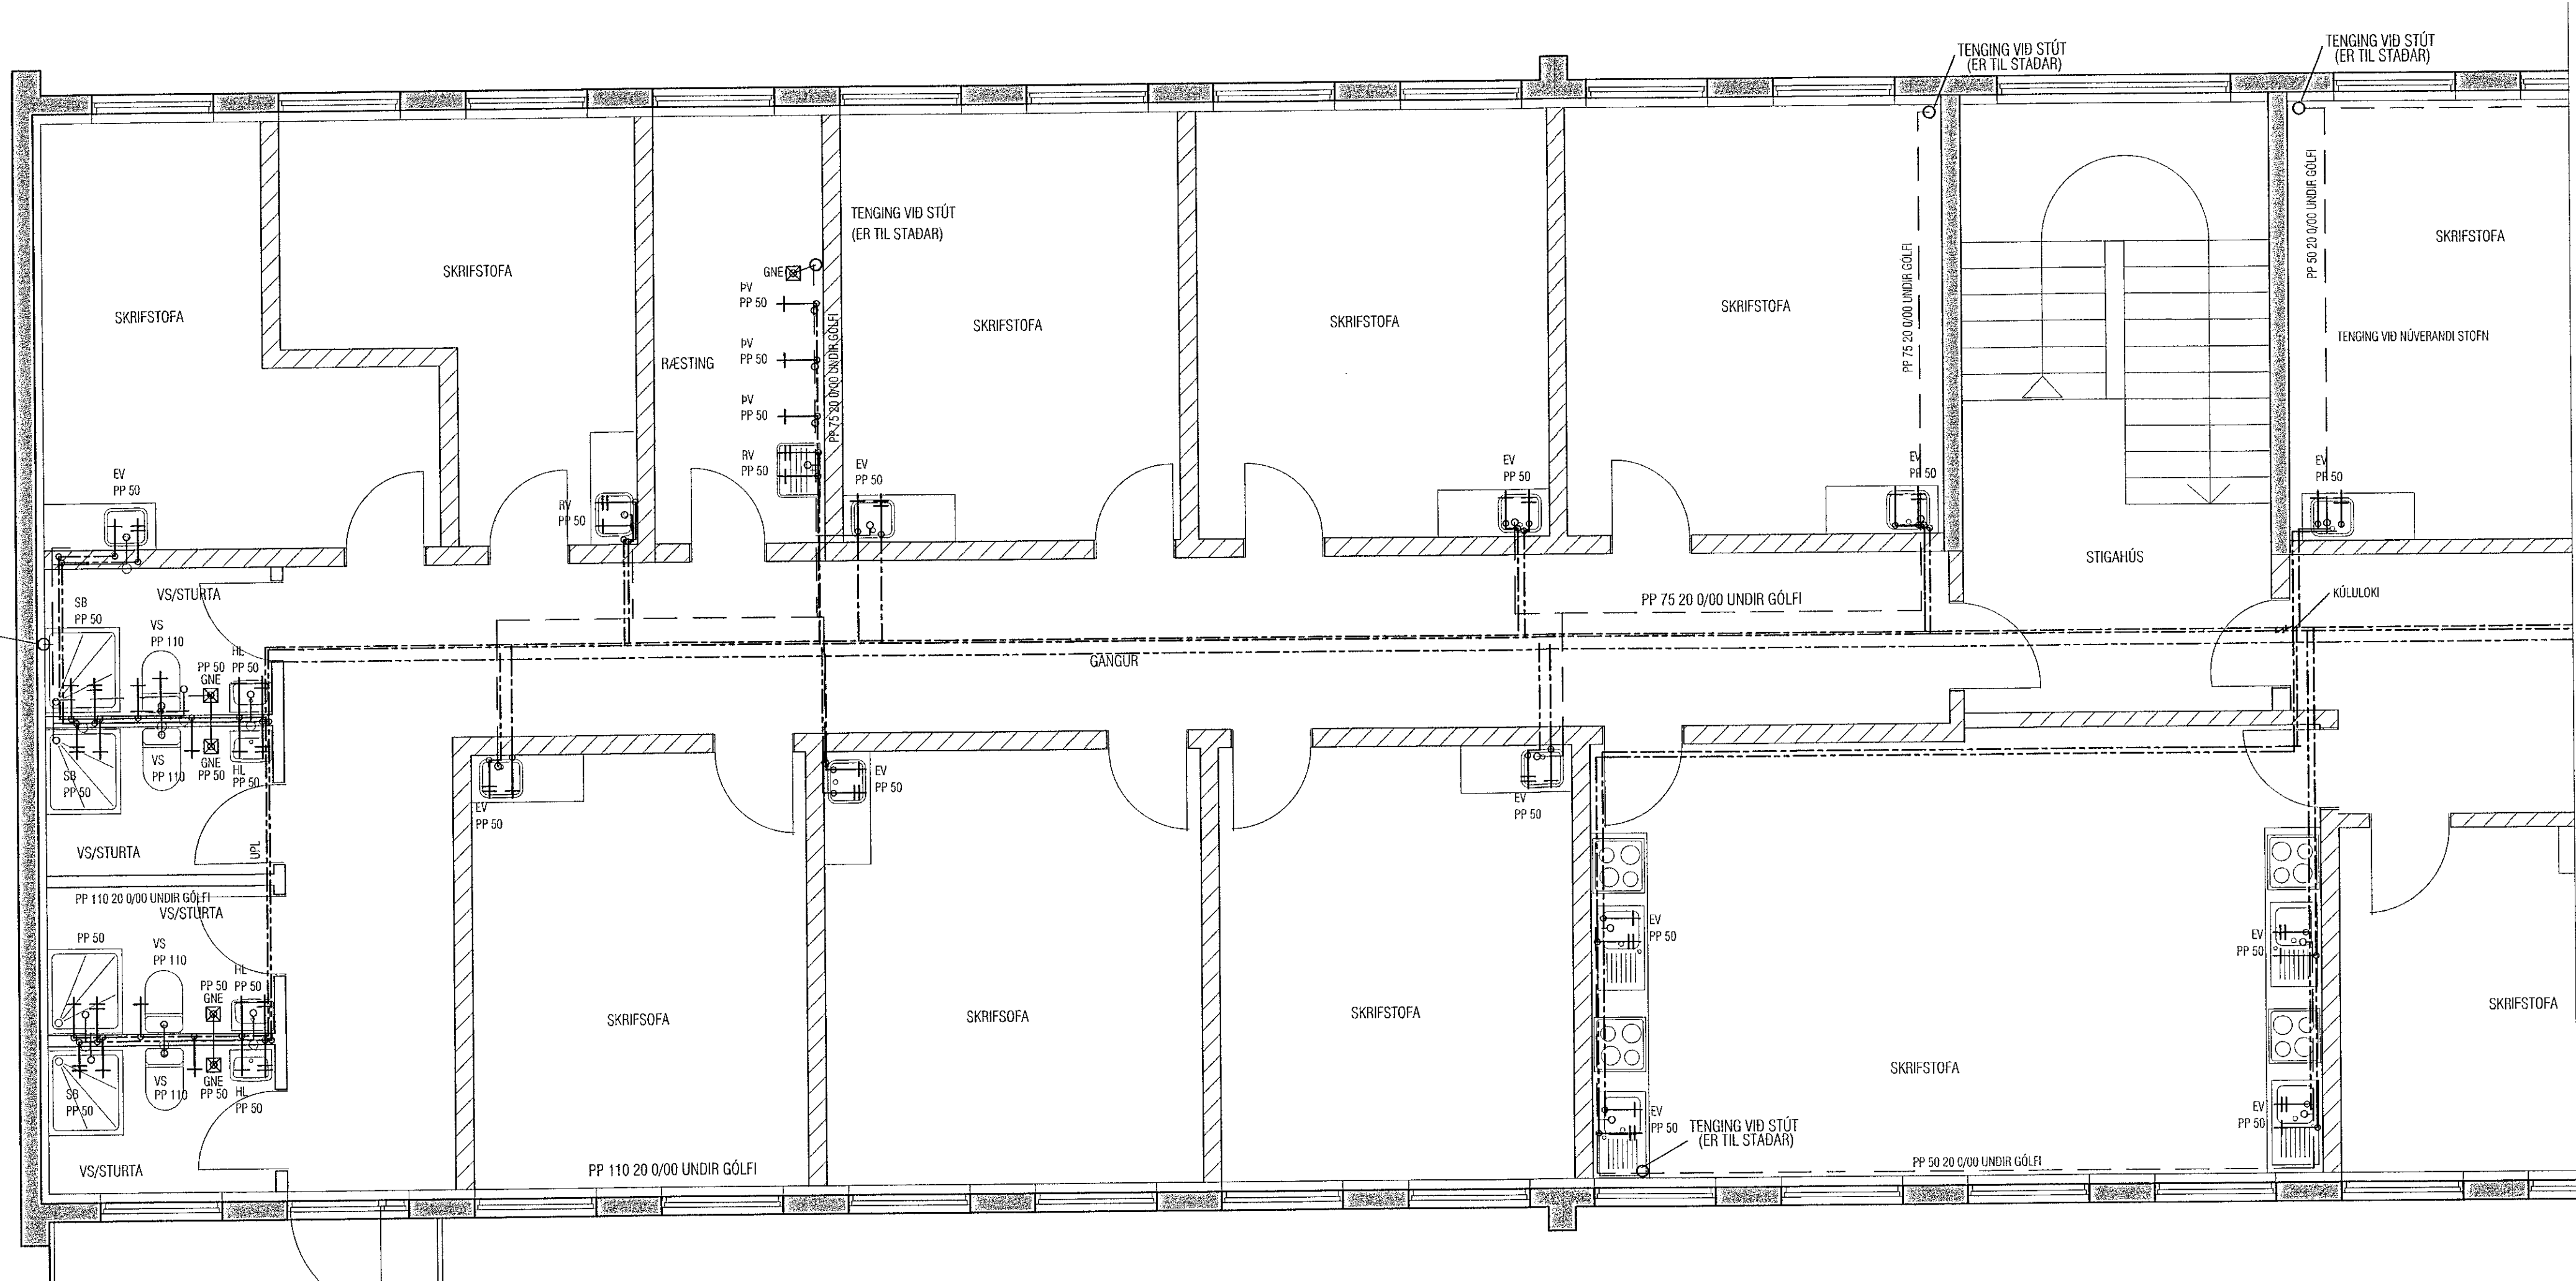 TENGING VIÐ STÚT
(ER TIL STAÐAR)
TENGING VIÐ STÚT
(ER TIL STAÐAR)
TENGING VIÐ STÚT
(ER TIL STAÐAR)
SKRIFSTOFA
SKRIFSTOFA
RÆSTING
SKRIFSTOFA
SKRIFSTOFA
SKRIFSTOFA
SKRIFSTOFA
GNE
ÞV
PP 50
ÞV
PP 50
ÞV
PP 50
RV
PP 50
PP 75 20 0/00 UNDIR GÓLFI
PP 75 20 0/00 UNDIR GÓLFI
PP 50 20 0/00 UNDIR GÓLFI
TENGING VIÐ NÚVERANDI STOFN
EV
PP 50
RV
PP 50
EV
PP 50
EV
PP 50
EV
PP 50
EV
PP 50
STIGAHÚS
KÚLULOKI
PP 75 20 0/00 UNDIR GÓLFI
GANGUR
VS/STURTA
SB
PP 50
VS
PP 110
PP 50
GNE
HL
PP 50
SB
PP 50
VS
PP 110
GNE
PP 50
HL
PP 50
VS/STURTA
UPL
PP 110 20 0/00 UNDIR GÓLFI
VS/STURTA
PP 50
VS
PP 110
PP 50
GNE
HL
PP 50
SB
PP 50
VS
PP 110
GNE
PP 50
HL
PP 50
VS/STURTA
EV
PP 50
EV
PP 50
EV
PP 50
SKRIFSOFA
SKRIFSOFA
SKRIFSTOFA
SKRIFSTOFA
SKRIFSTOFA
EV
PP 50
EV
PP 50
EV
PP 50
EV
PP 50
TENGING VIÐ STÚT
(ER TIL STAÐAR)
PP 110 20 0/00 UNDIR GÓLFI
PP 50 20 0/00 UNDIR GÓLFI